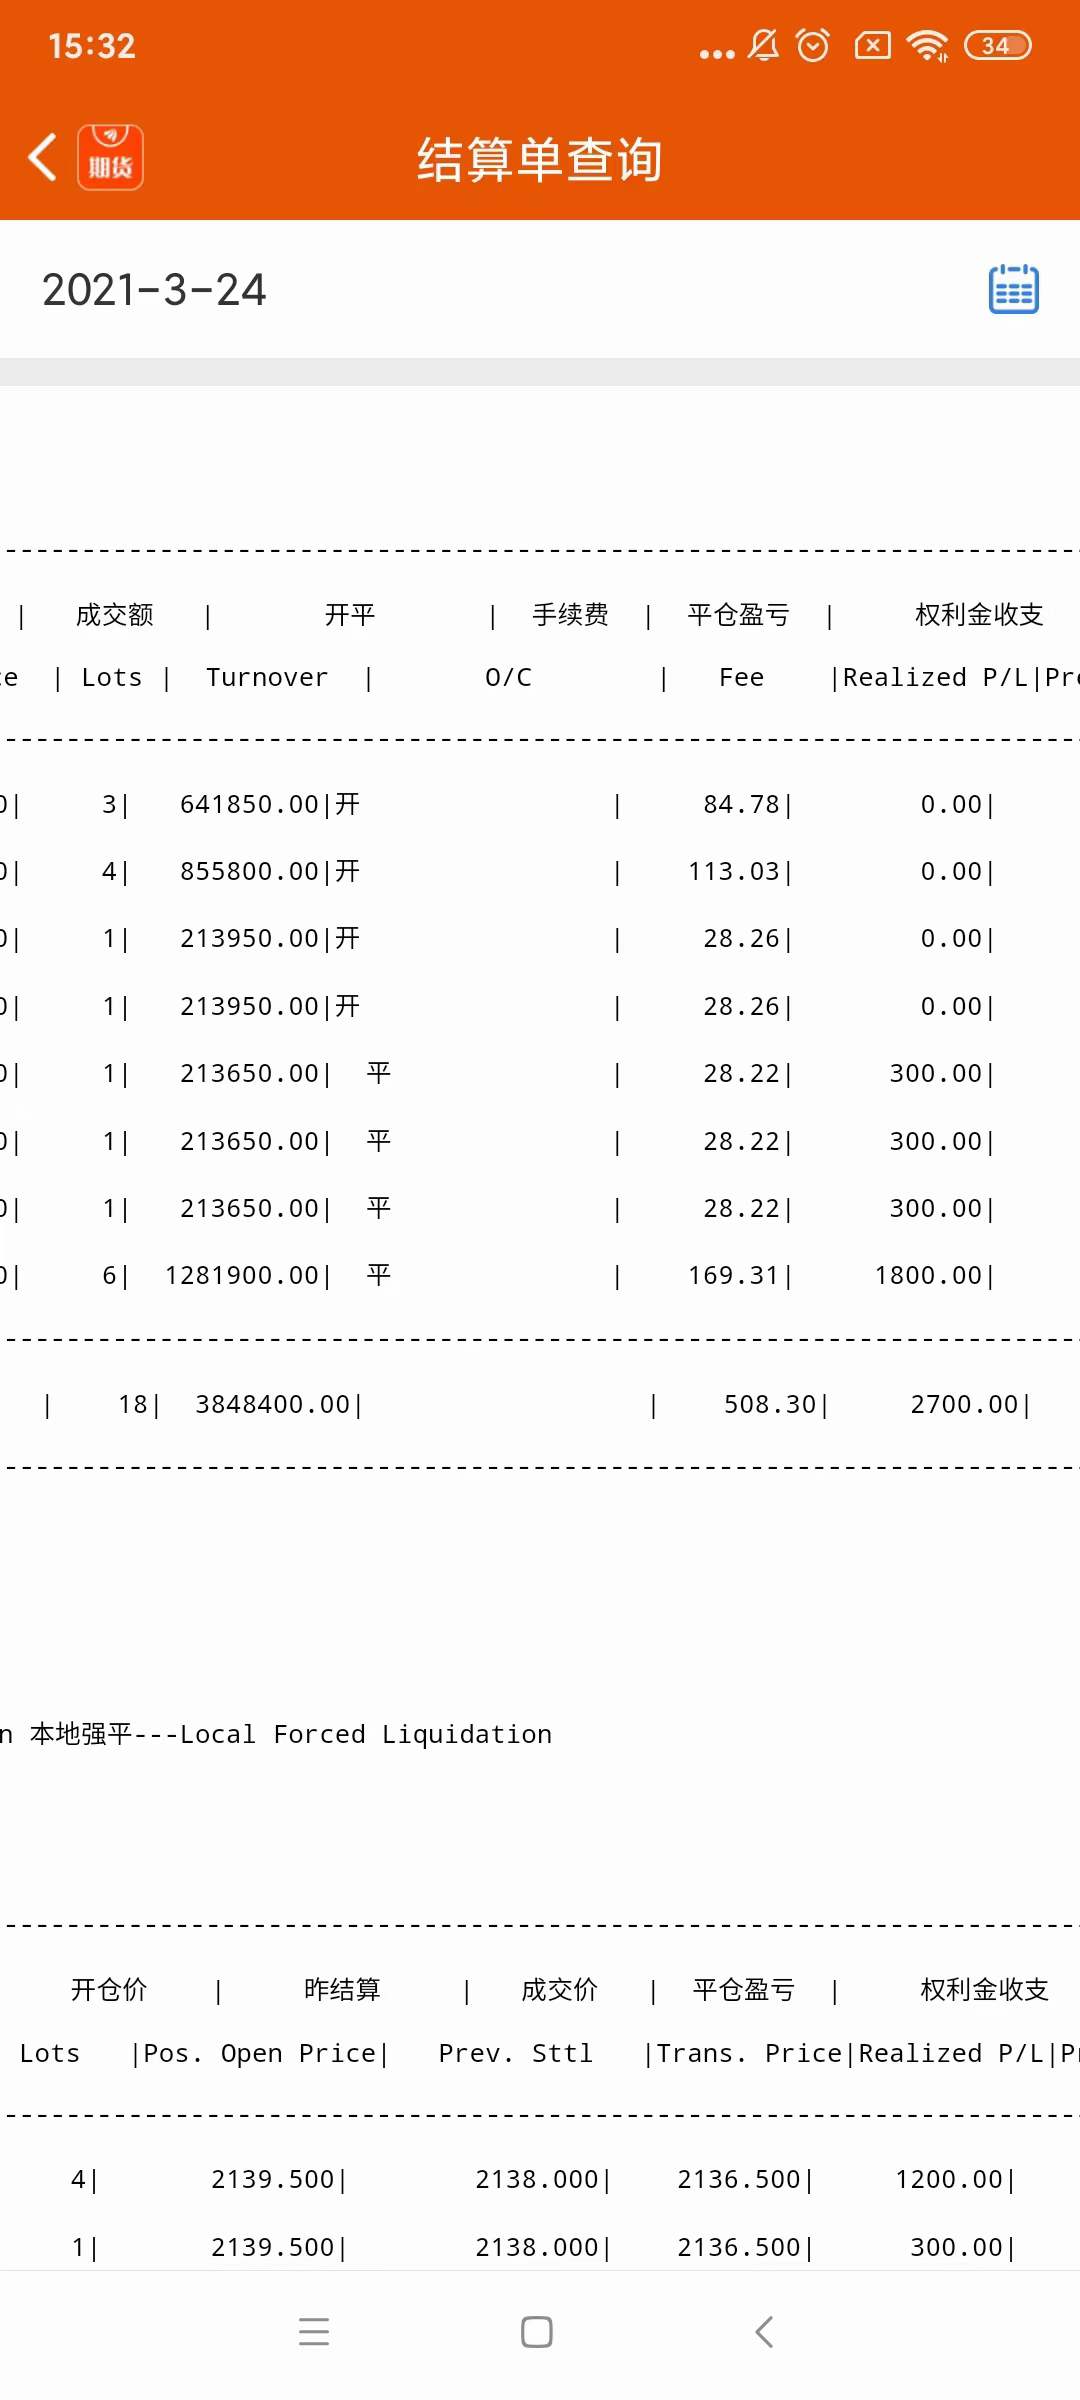 15:32
34
期货
结算单查询
2021-3-24
| 成交额 | 开平 | 手续费 | 平仓盈亏 | 权利金收支
| Lots | Turnover | O/C | Fee |Realized P/L|
0| 3| 641850.00|开 | 84.78| 0.00|
0| 4| 855800.00|开 | 113.03| 0.00|
0| 1| 213950.00|开 | 28.26| 0.00|
0| 1| 213950.00|开 | 28.26| 0.00|
0| 1| 213650.00| 平 | 28.22| 300.00|
0| 1| 213650.00| 平 | 28.22| 300.00|
0| 1| 213650.00| 平 | 28.22| 300.00|
0| 6| 1281900.00| 平 | 169.31| 1800.00|
| 18| 3848400.00| | 508.30| 2700.00|
n 本地强平---Local Forced Liquidation
开仓价 | 昨结算 | 成交价 | 平仓盈亏 | 权利金收支
Lots |Pos. Open Price| Prev. Sttl |Trans. Price|Realized P/L|
4| 2139.500| 2138.000| 2136.500| 1200.00|
1| 2139.500| 2138.000| 2136.500| 300.00|